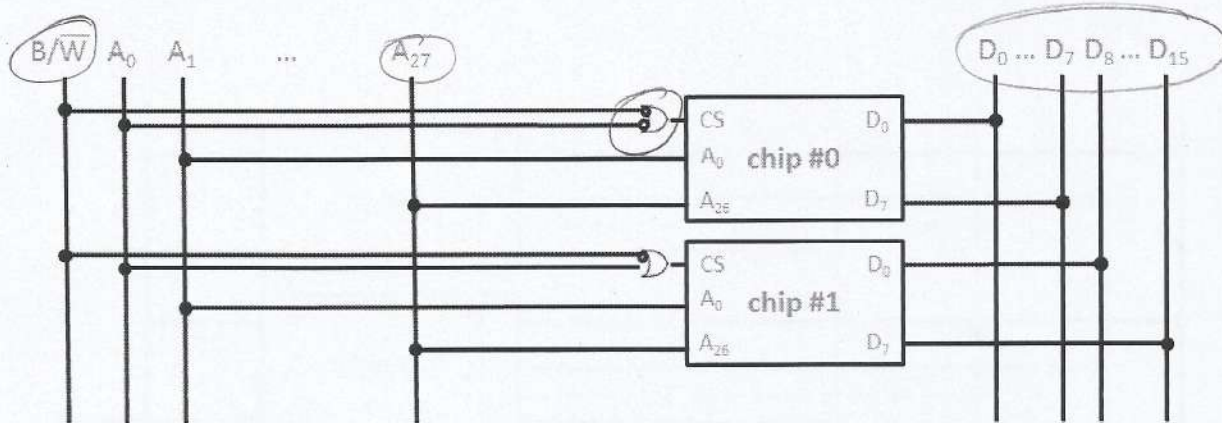 B/W̅ A₀ A₁ ... A₂₇ D₀ ... D₇ D₈ ... D₁₅
CS D₀
A₀ chip #0
A₂₆ D₇
CS D₀
A₀ chip #1
A₂₆ D₇